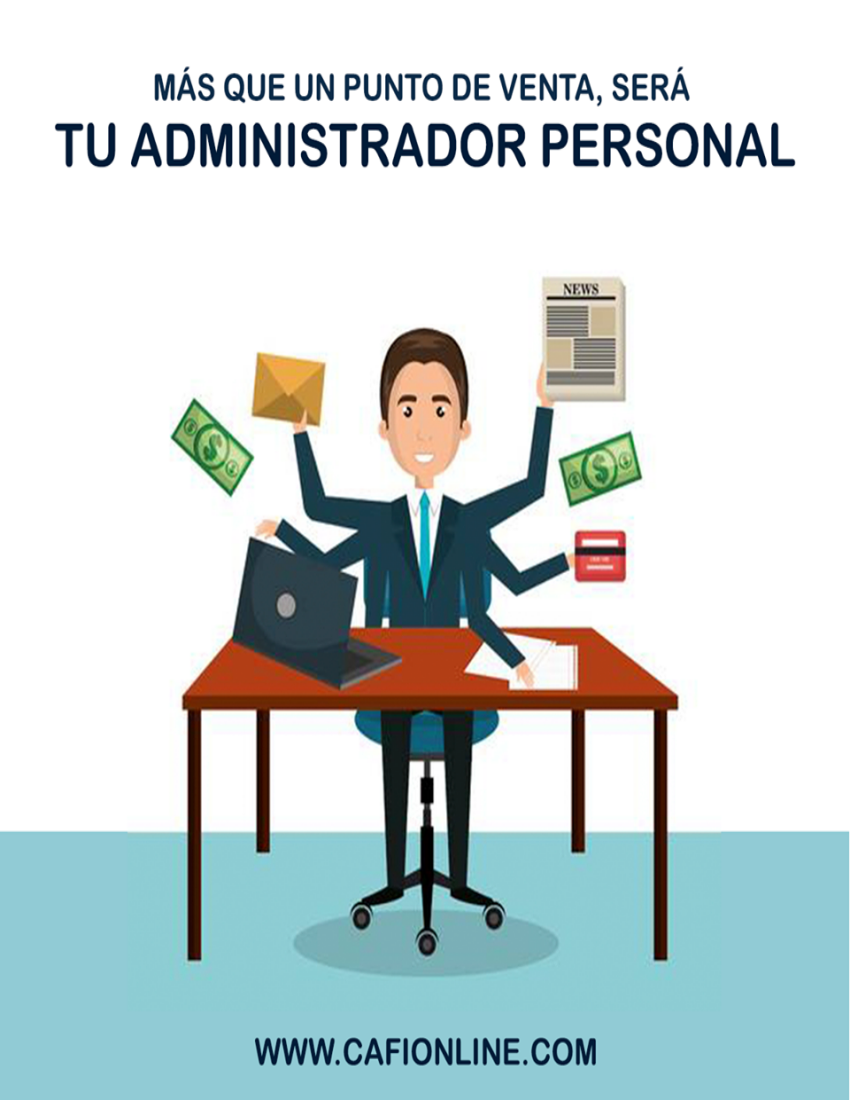 MÁS QUE UN PUNTO DE VENTA, SERÁ
TU ADMINISTRADOR PERSONAL
NEWS
WWW.CAFIONLINE.COM